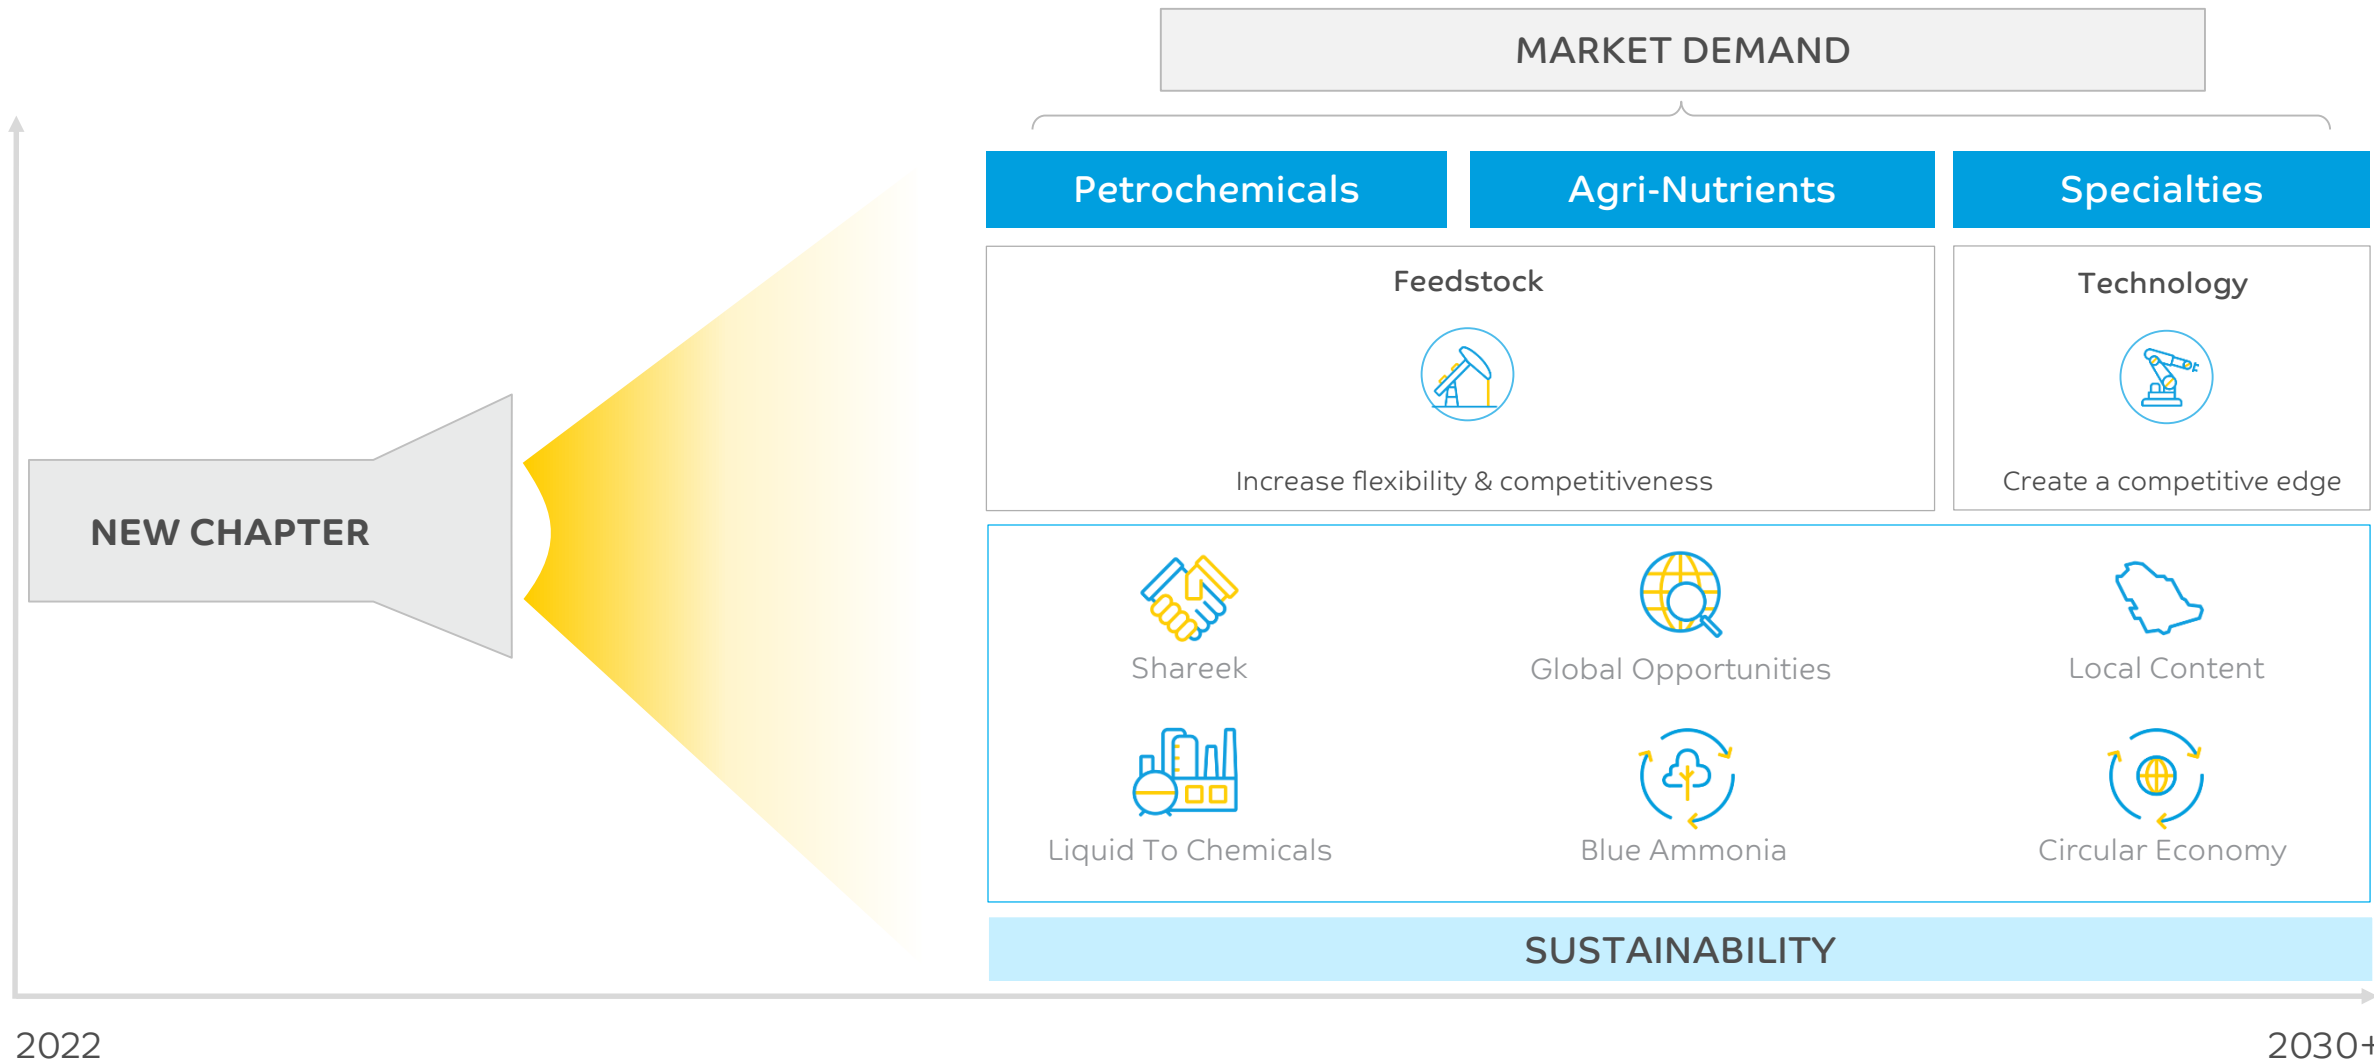 MARKET DEMAND
Petrochemicals
Agri-Nutrients
Specialties
Feedstock
Increase flexibility & competitiveness
Technology
Create a competitive edge
NEW CHAPTER
Shareek
Global Opportunities
Local Content
Liquid To Chemicals
Blue Ammonia
Circular Economy
SUSTAINABILITY
2022
2030+